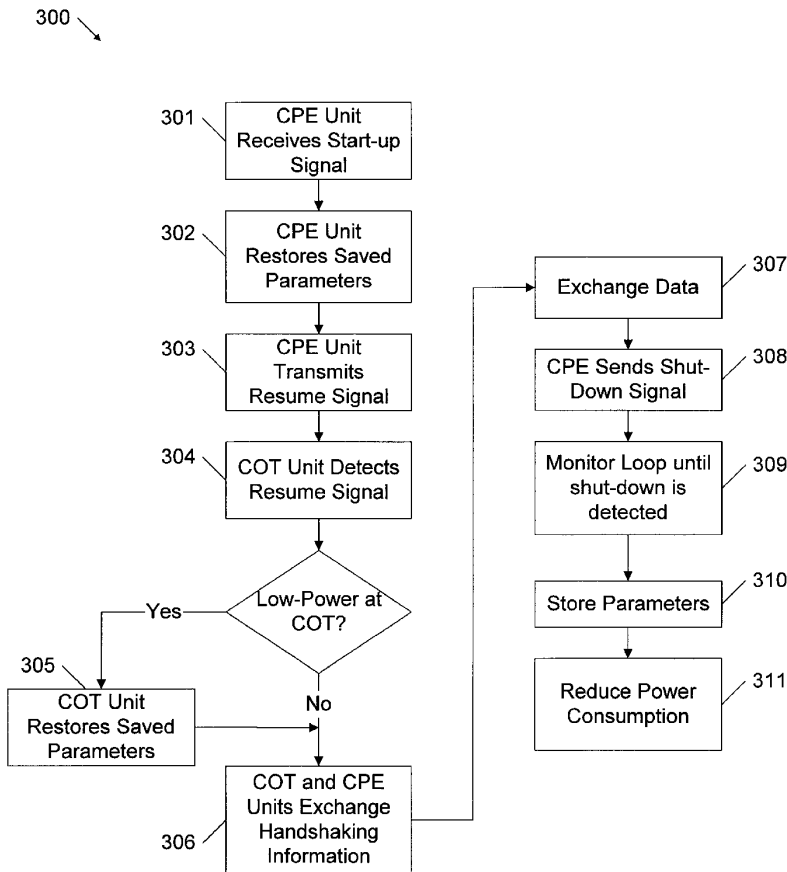 300
301
CPE Unit
Receives Start-up
Signal
302
CPE Unit
Restores Saved
Parameters
303
CPE Unit
Transmits
Resume Signal
304
COT Unit Detects
Resume Signal
Low-Power at
COT?
Yes
No
305
COT Unit
Restores Saved
Parameters
306
COT and CPE
Units Exchange
Handshaking
Information
307
Exchange Data
308
CPE Sends Shut-
Down Signal
309
Monitor Loop until
shut-down is
detected
310
Store Parameters
311
Reduce Power
Consumption